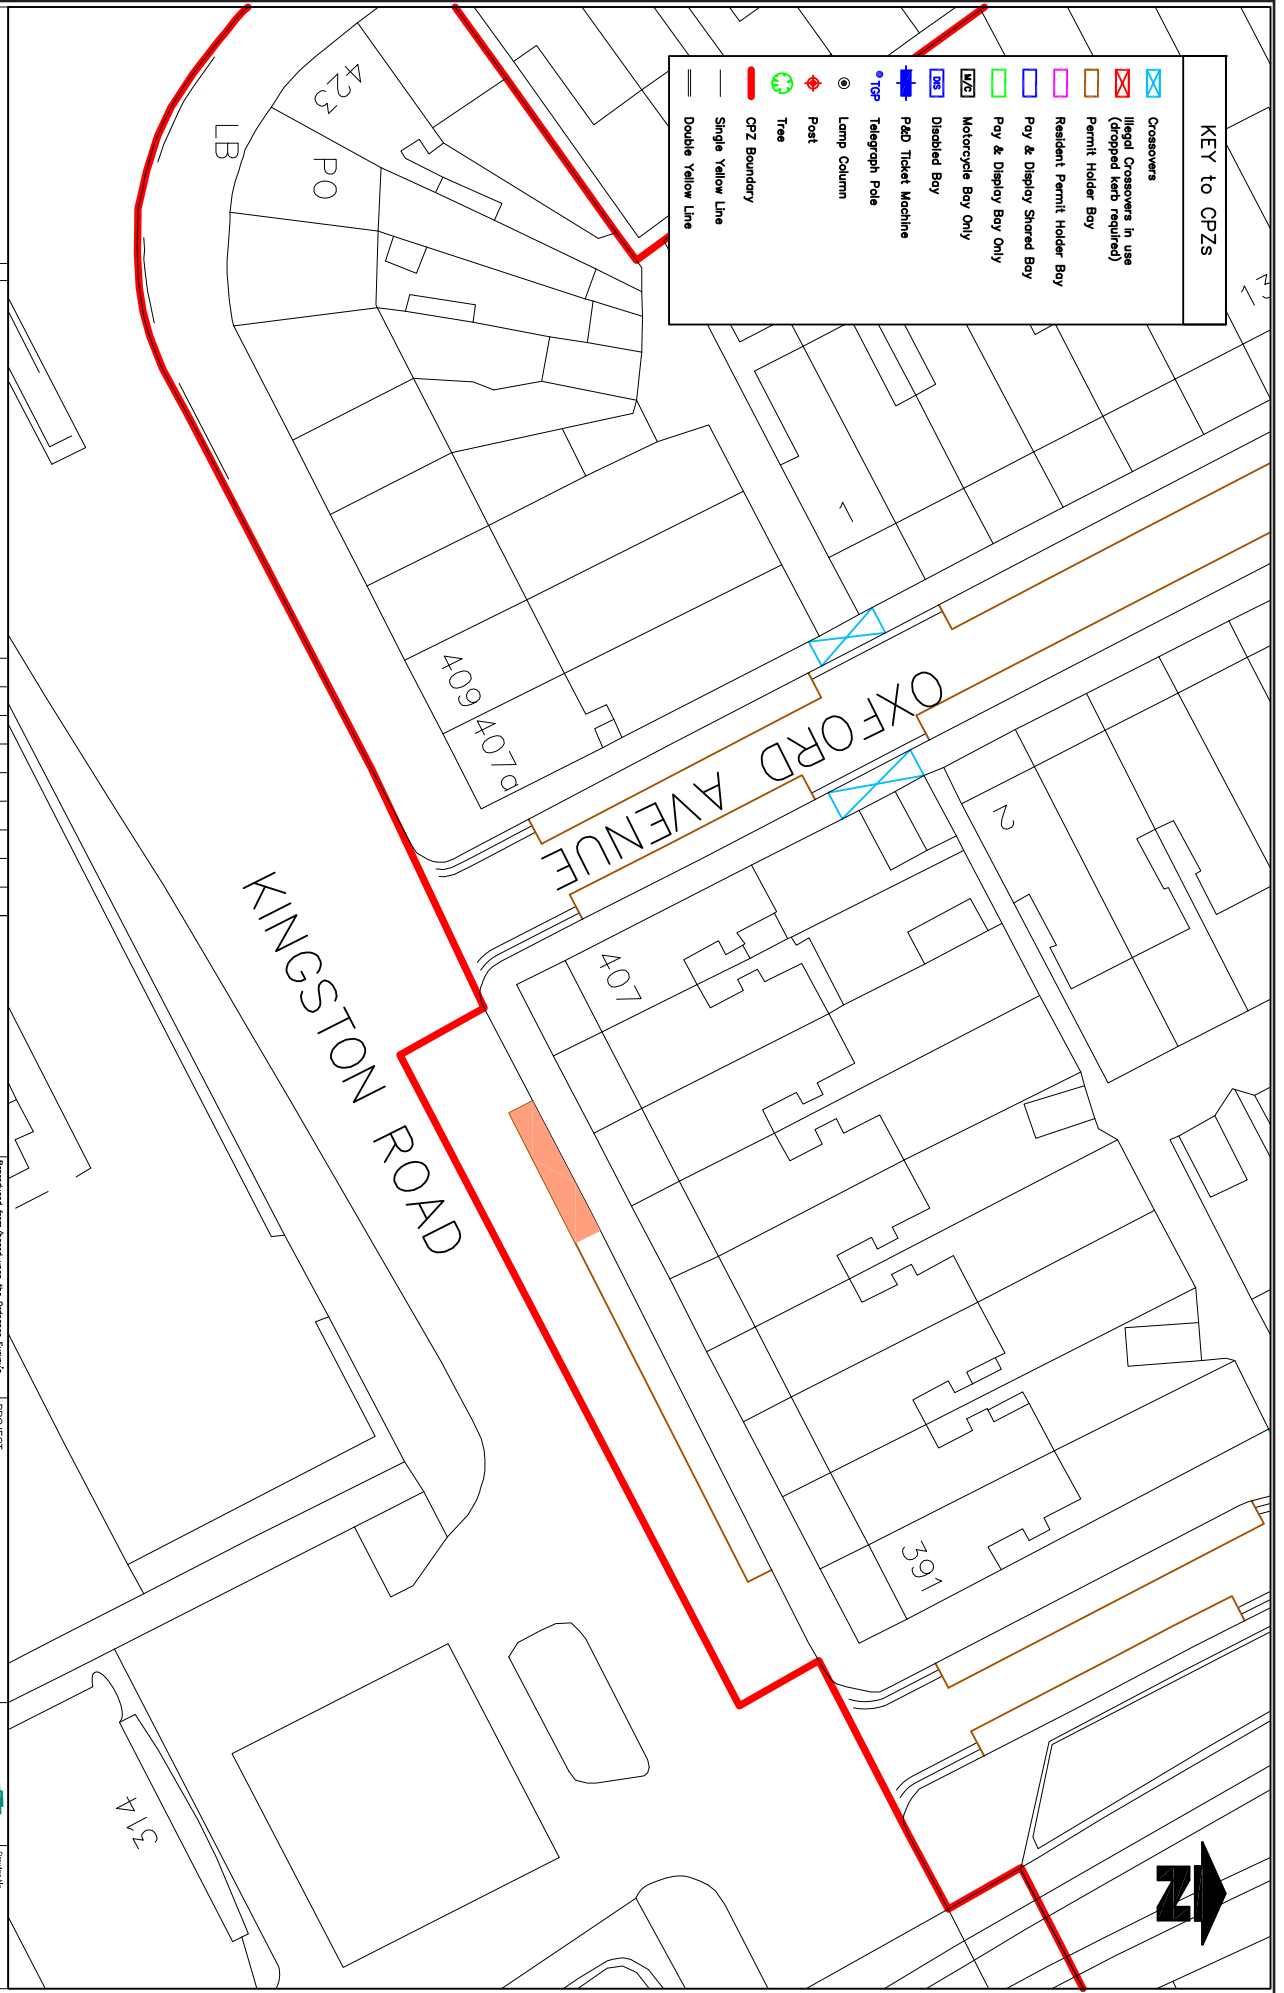 KEY to CPZs
Crossovers
Illegal Crossovers in use
(dropped kerb required)
Permit Holder Bay
Resident Permit Holder Bay
Pay & Display Shared Bay
Pay & Display Bay Only
M/C Motorcycle Bay Only
DIS Disabled Bay
P&D Ticket Machine
TGP Telegraph Pole
Lamp Column
Post
Tree
CPZ Boundary
Single Yellow Line
Double Yellow Line
423
LB
PO
1
2
409
407a
OXFORD AVENUE
407
KINGSTON ROAD
391
314
N